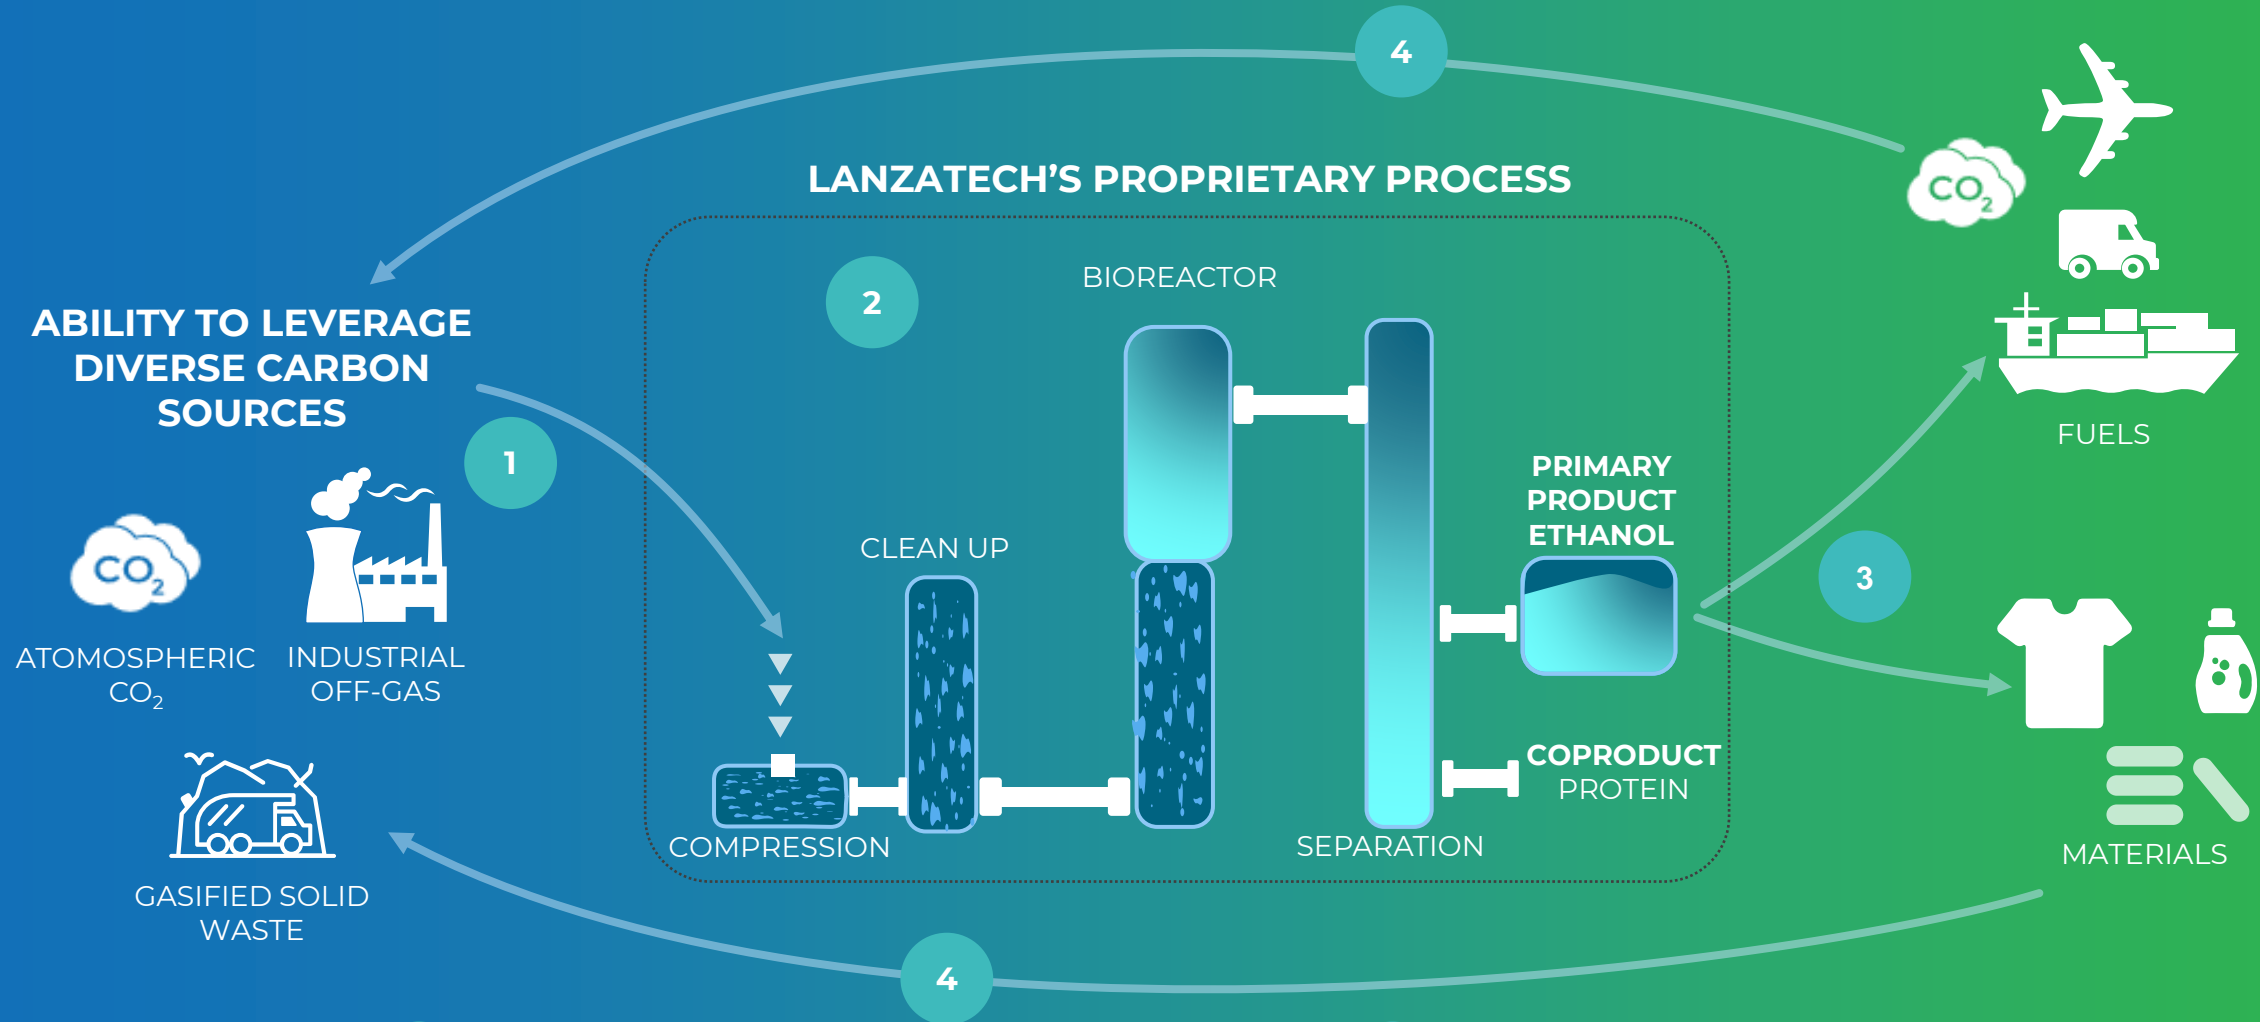 4
CO2
LANZATECH'S PROPRIETARY PROCESS
2
BIOREACTOR
ABILITY TO LEVERAGE
DIVERSE CARBON
SOURCES
1
FUELS
PRIMARY
PRODUCT
ETHANOL
CLEAN UP
3
CO2
ATOMOSPHERIC
CO2
INDUSTRIAL
OFF-GAS
COPRODUCT
PROTEIN
COMPRESSION
SEPARATION
MATERIALS
GASIFIED SOLID
WASTE
4